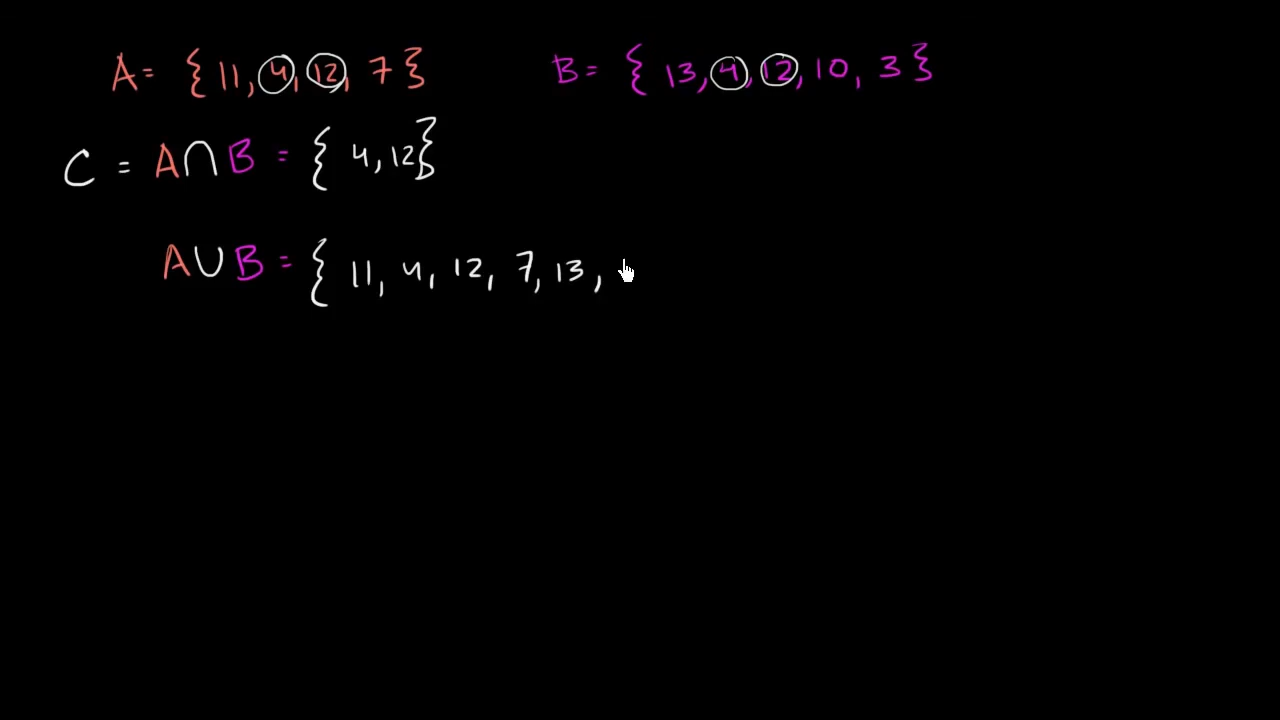 A = { 11, 4, 12, 7 } B = { 13, 4, 12, 10, 3 }
C = A ∩ B = { 4, 12 }
A ∪ B = { 11, 4, 12, 7, 13,